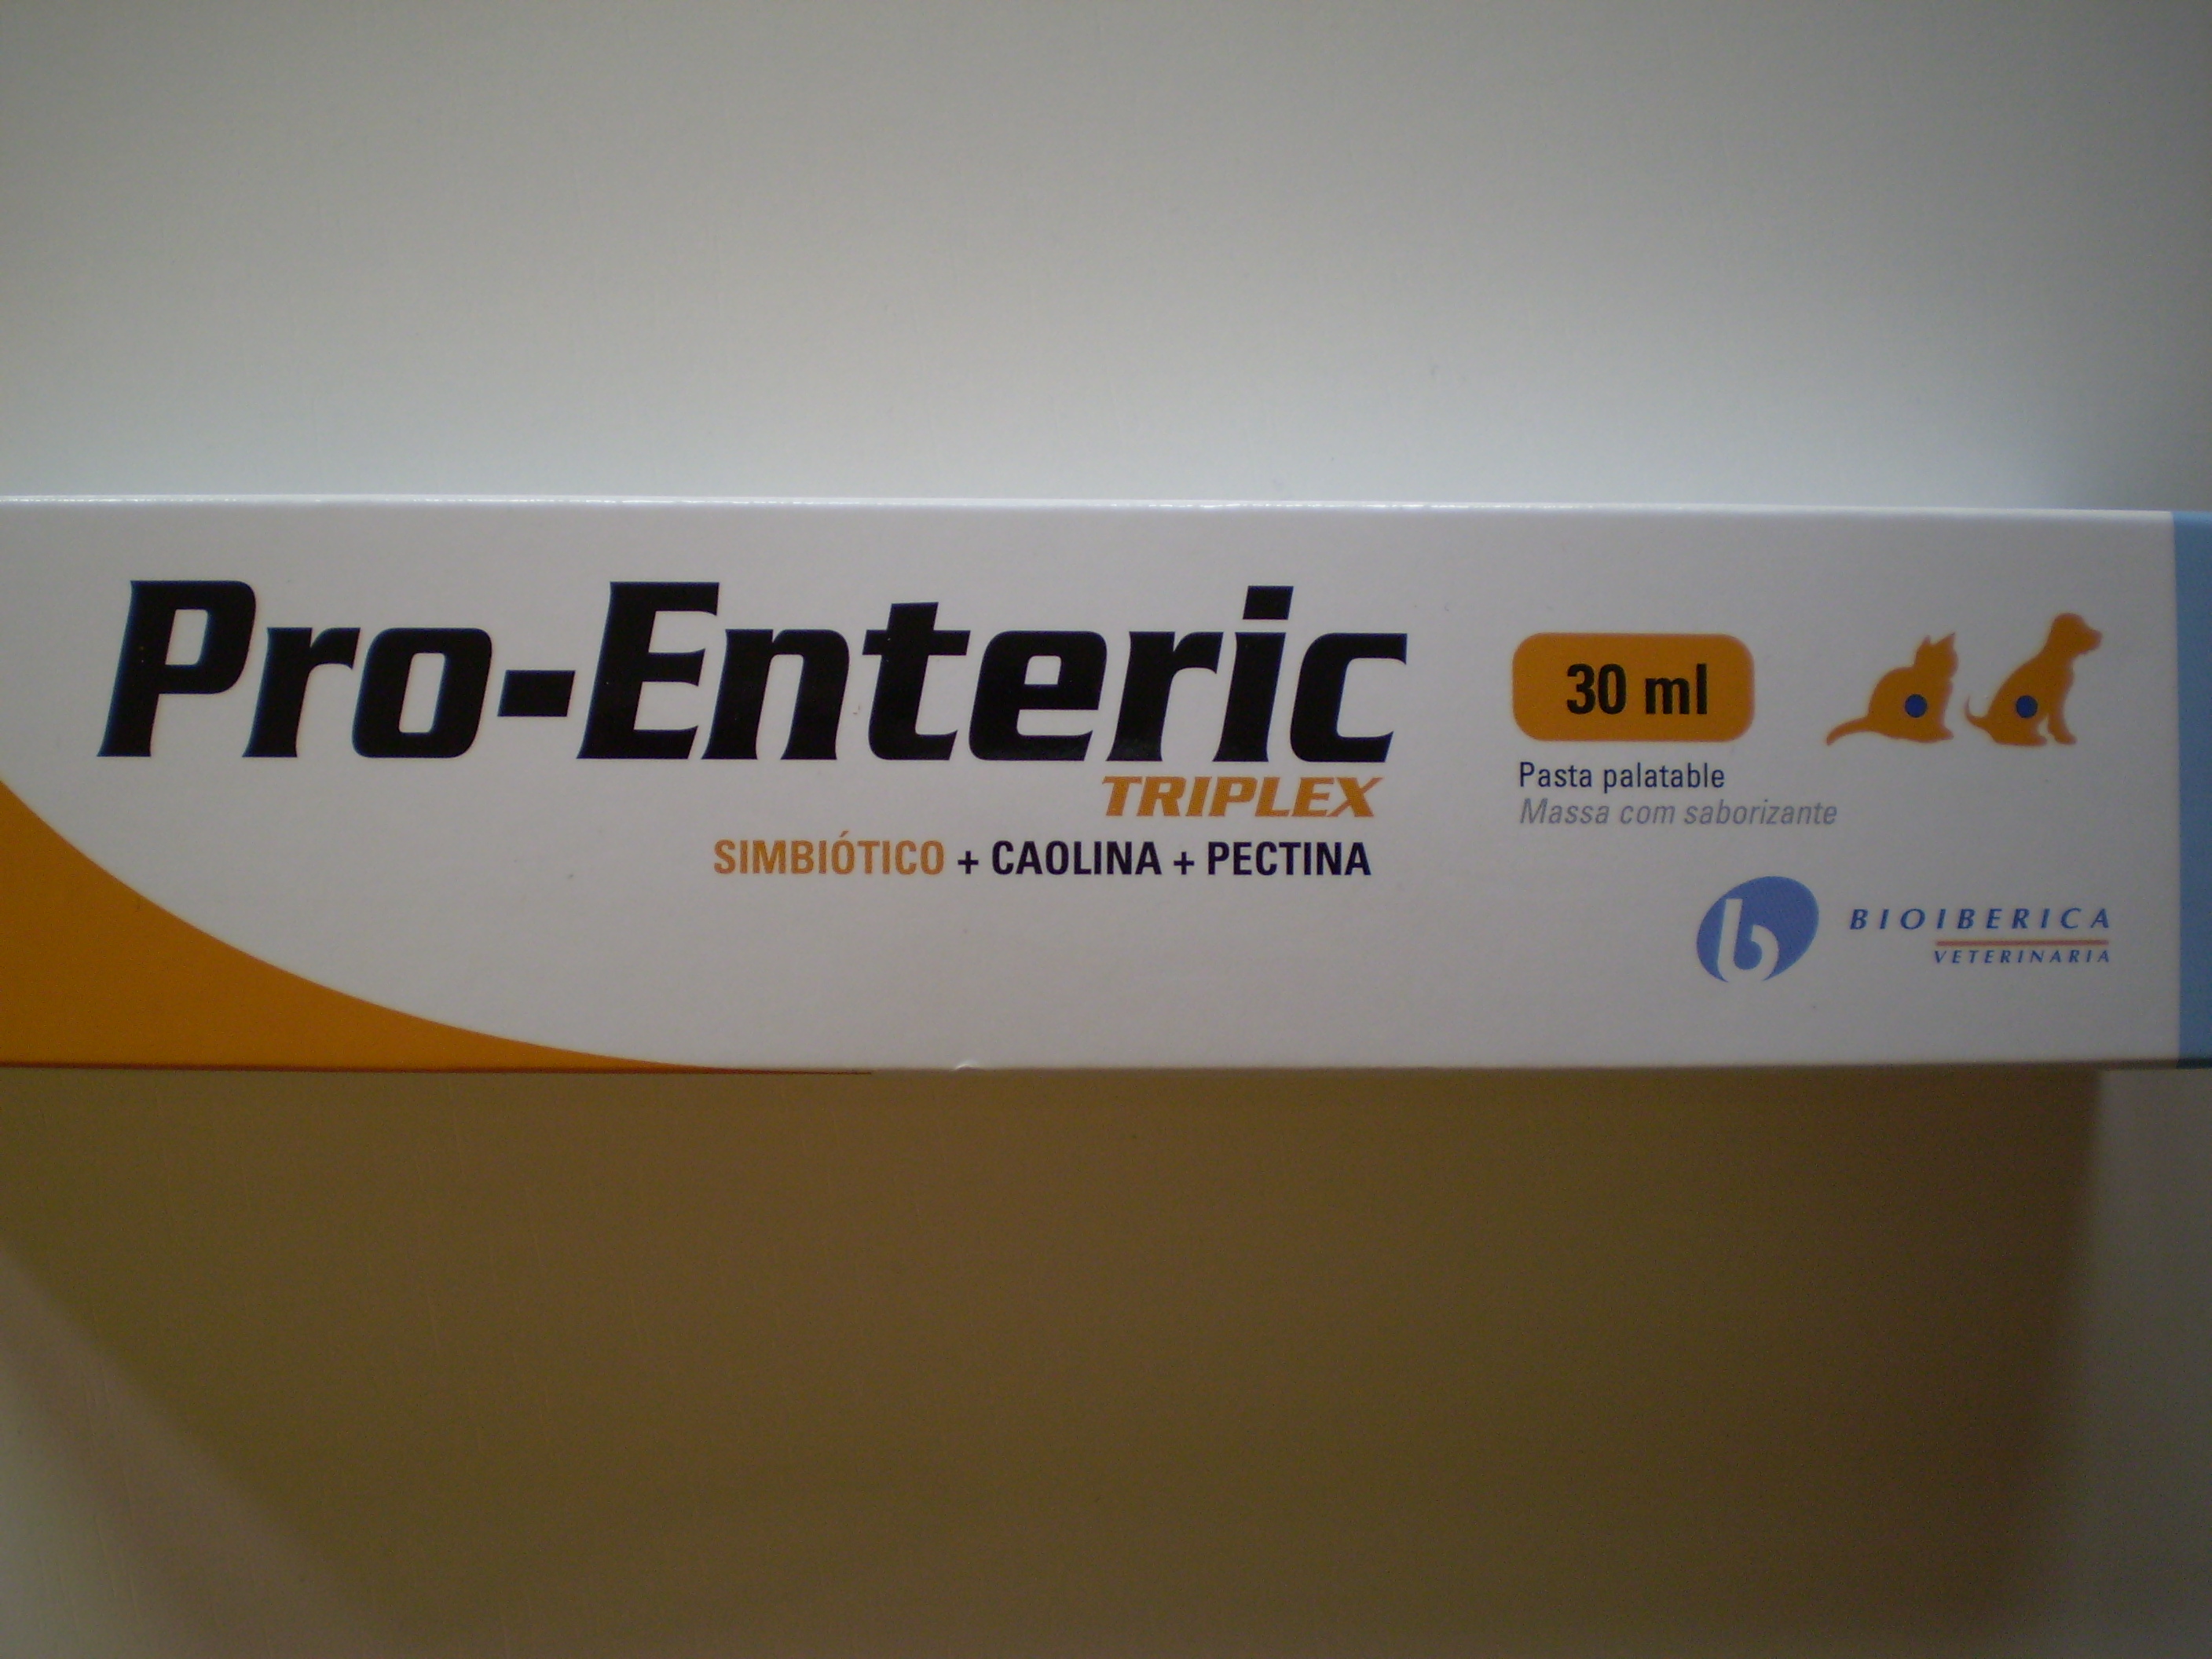 Pro-Enteric
TRIPLEX
SIMBIÓTICO + CAOLINA + PECTINA
30 ml
Pasta palatable
Massa com saborizante
b
BIOIBERICA
VETERINARIA